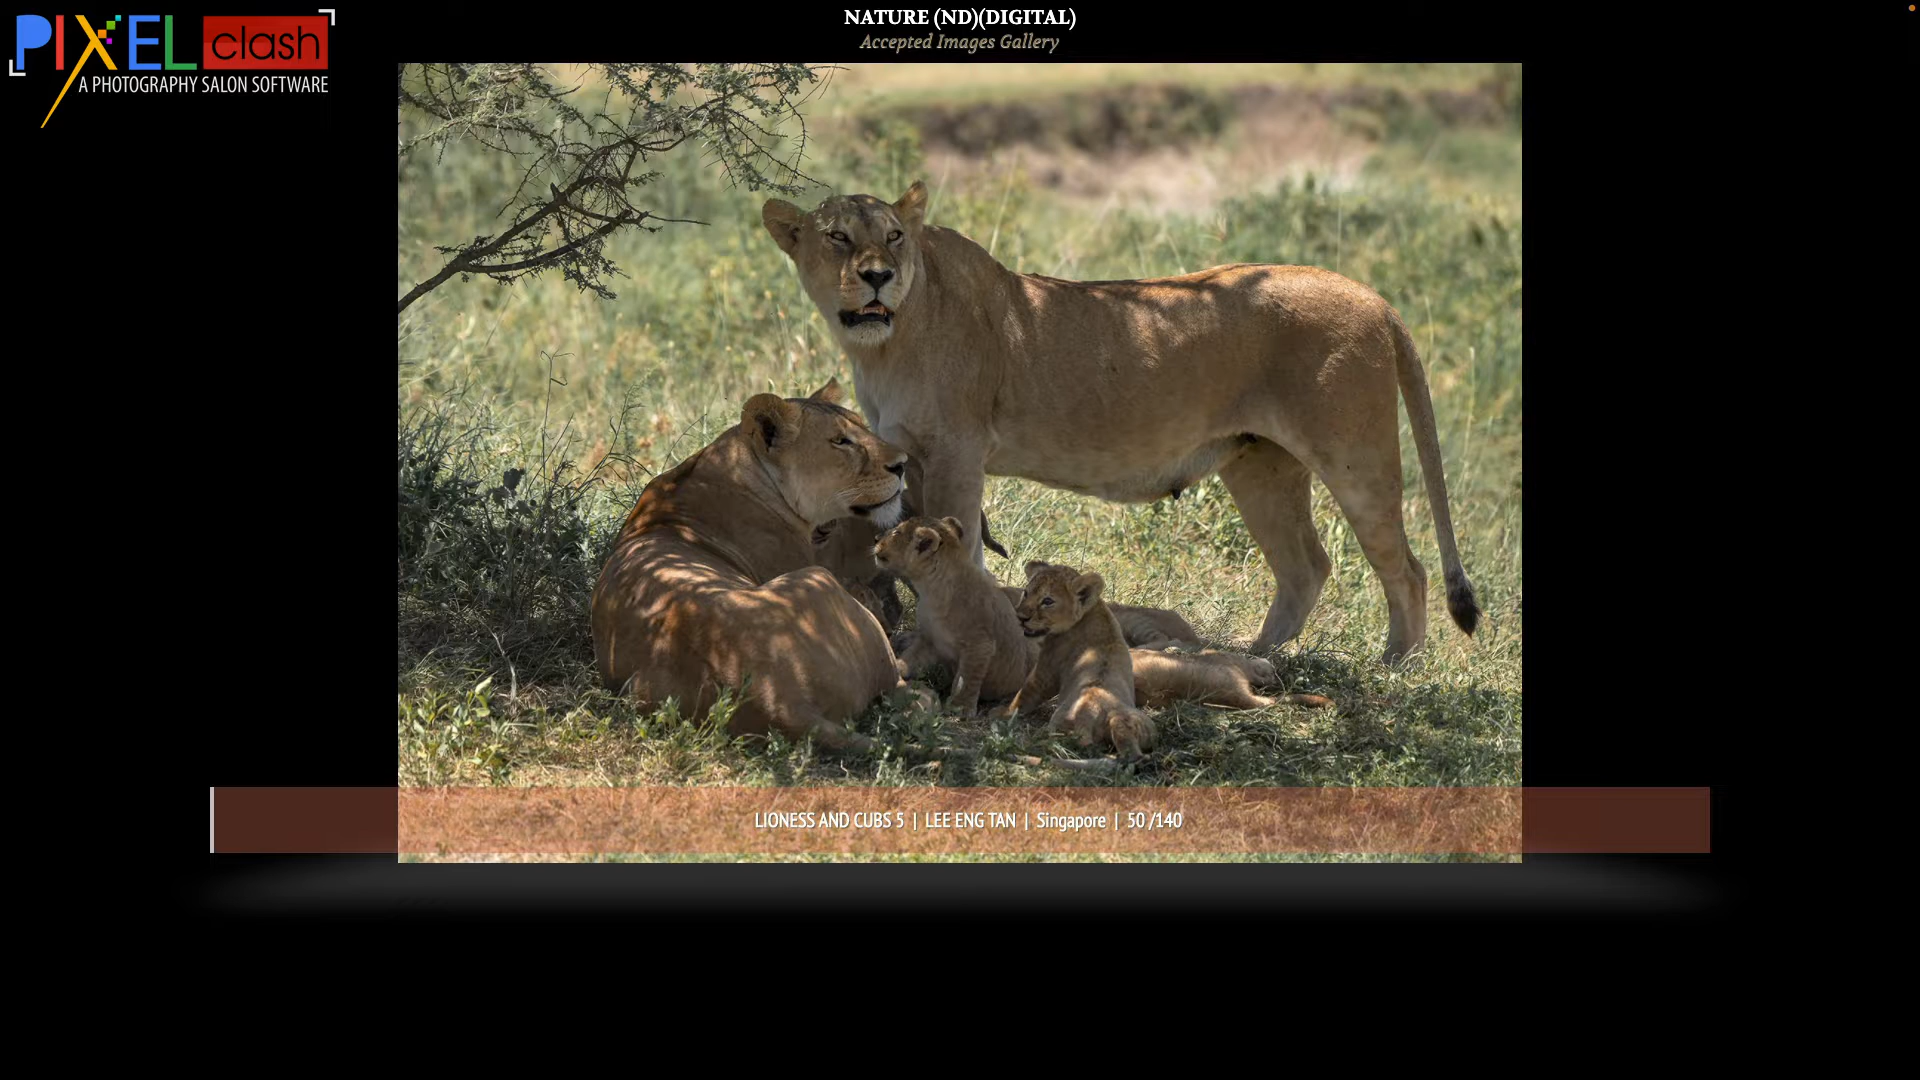 PIXEL clash
A PHOTOGRAPHY SALON SOFTWARE
NATURE (ND)(DIGITAL)
Accepted Images Gallery
LIONESS AND CUBS 5 | LEE ENG TAN | Singapore | 50 /140